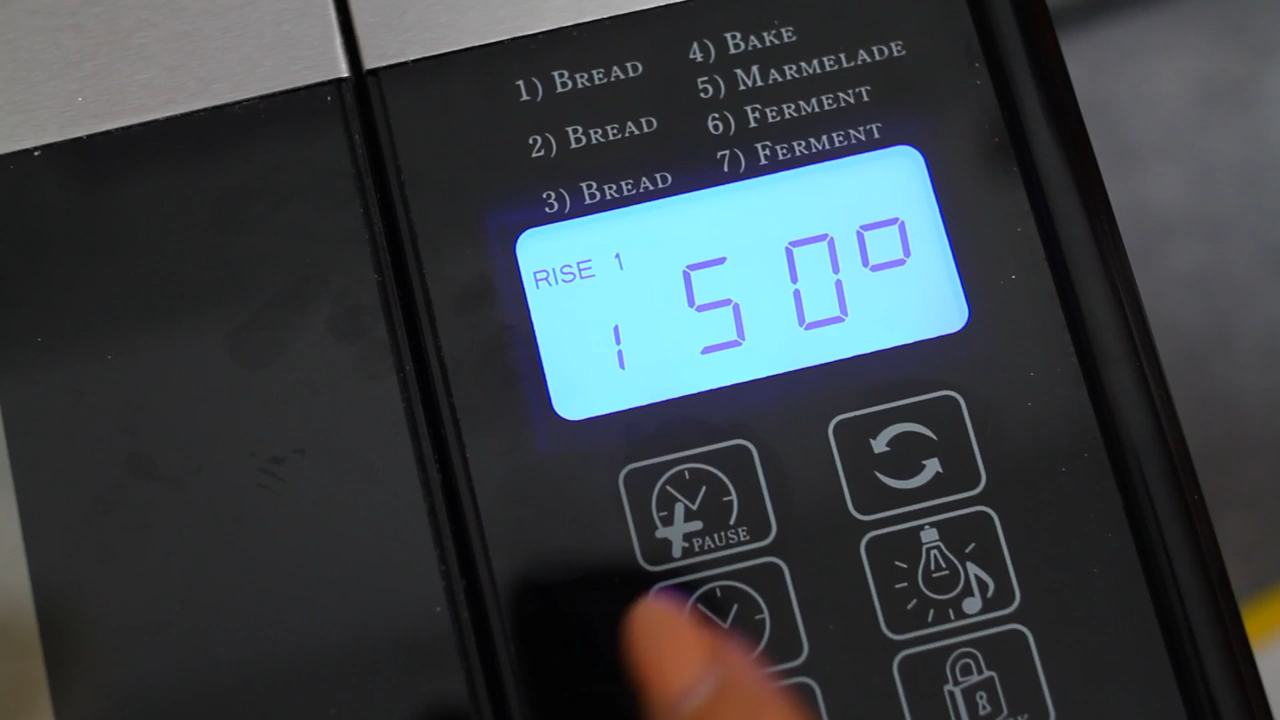 1) BREAD
2) BREAD
3) BREAD
4) BAKE
5) MARMELADE
6) FERMENT
7) FERMENT
RISE 1
1 50°
PAUSE